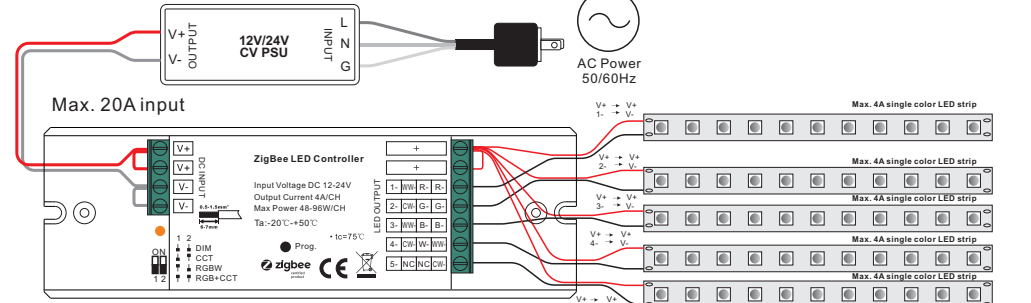 V+
V-
OUTPUT
12V/24V
CV PSU
INPUT
L
N
G
AC Power
50/60Hz
Max. 20A input
V+
V+
V-
V-
DC INPUT
0.5-1.5mm²
6-7mm
ON
1 2
1 2
DIM
CCT
RGBW
RGB+CCT
ZigBee LED Controller
Input Voltage DC 12-24V
Output Current 4A/CH
Max Power 48-96W/CH
Ta:-20℃-+50℃
• tc=75℃
Prog.
zigbee
certified
product
CE
LED OUTPUT
+
+
1- WW- R- R-
2- CW- G- G-
3- WW- B- B-
4- CW- W- WW-
5- NC NC CW-
V+ → V+
1- → V-
Max. 4A single color LED strip
V+ → V+
2- → V-
Max. 4A single color LED strip
V+ → V+
3- → V-
Max. 4A single color LED strip
V+ → V+
4- → V-
Max. 4A single color LED strip
V+ → V+
Max. 4A single color LED strip